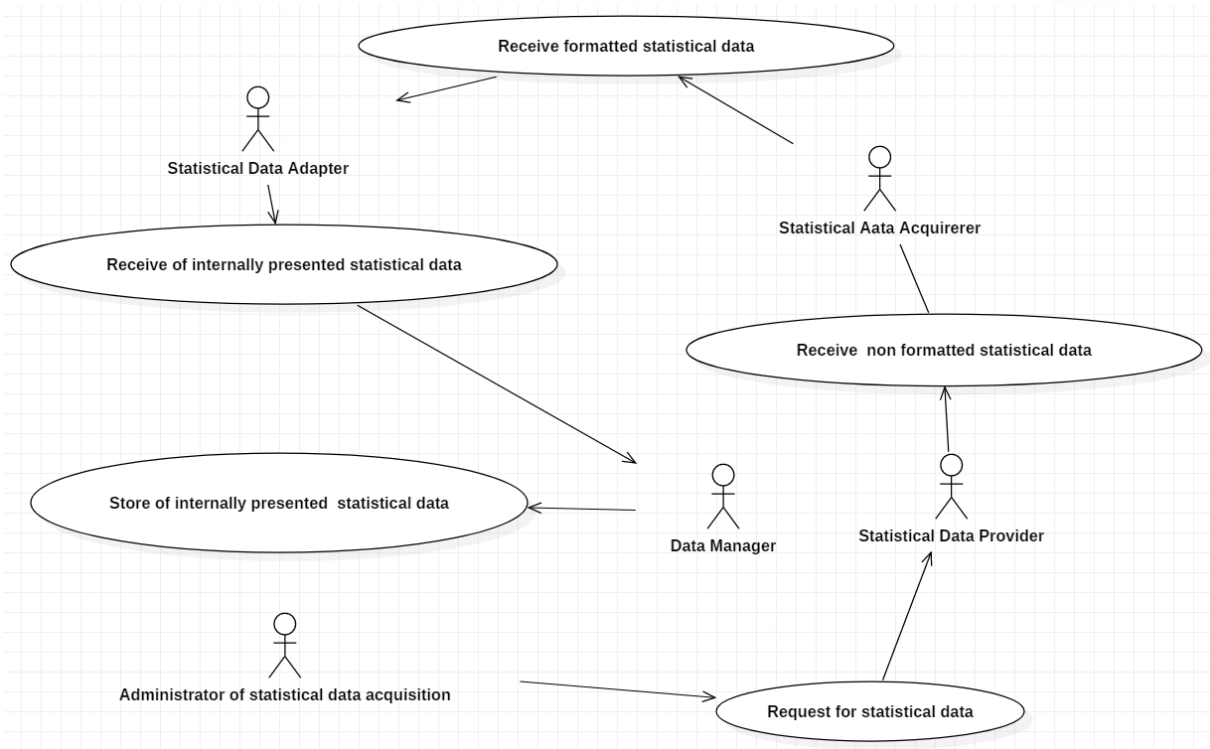 Receive formatted statistical data
Statistical Data Adapter
Statistical Aata Acquirerer
Receive of internally presented statistical data
Receive  non formatted statistical data
Store of internally presented  statistical data
Data Manager
Statistical Data Provider
Administrator of statistical data acquisition
Request for statistical data